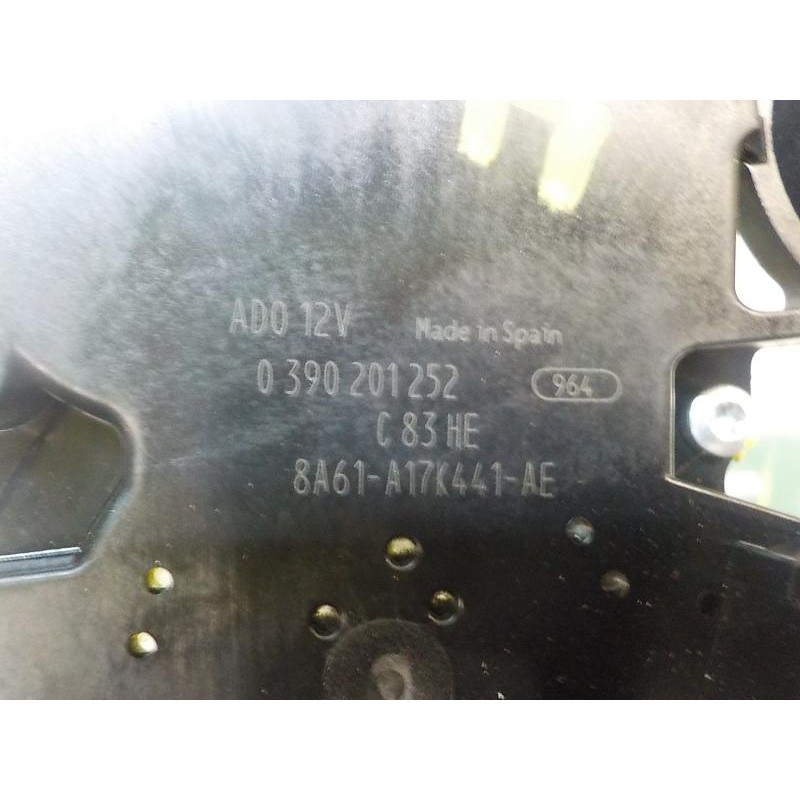 ADO 12V Made in Spain
0 390 201 252 964
C 83 HE
8A61-A17K441-AE